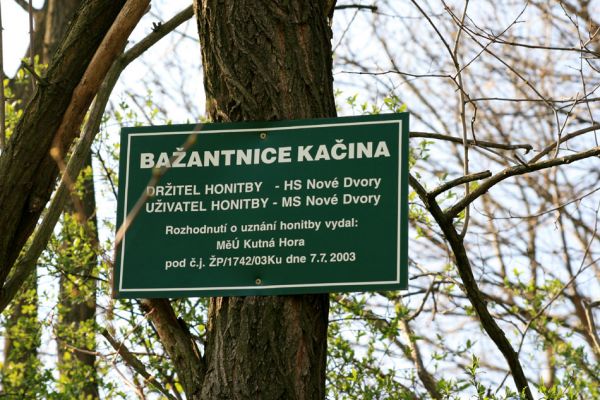 BAŽANTNICE KAČINA
DRŽITEL HONITBY - HS Nové Dvory
UŽIVATEL HONITBY - MS Nové Dvory
Rozhodnutí o uznání honitby vydal:
MěÚ Kutná Hora
pod č.j. ŽP/1742/03Ku dne 7.7. 2003